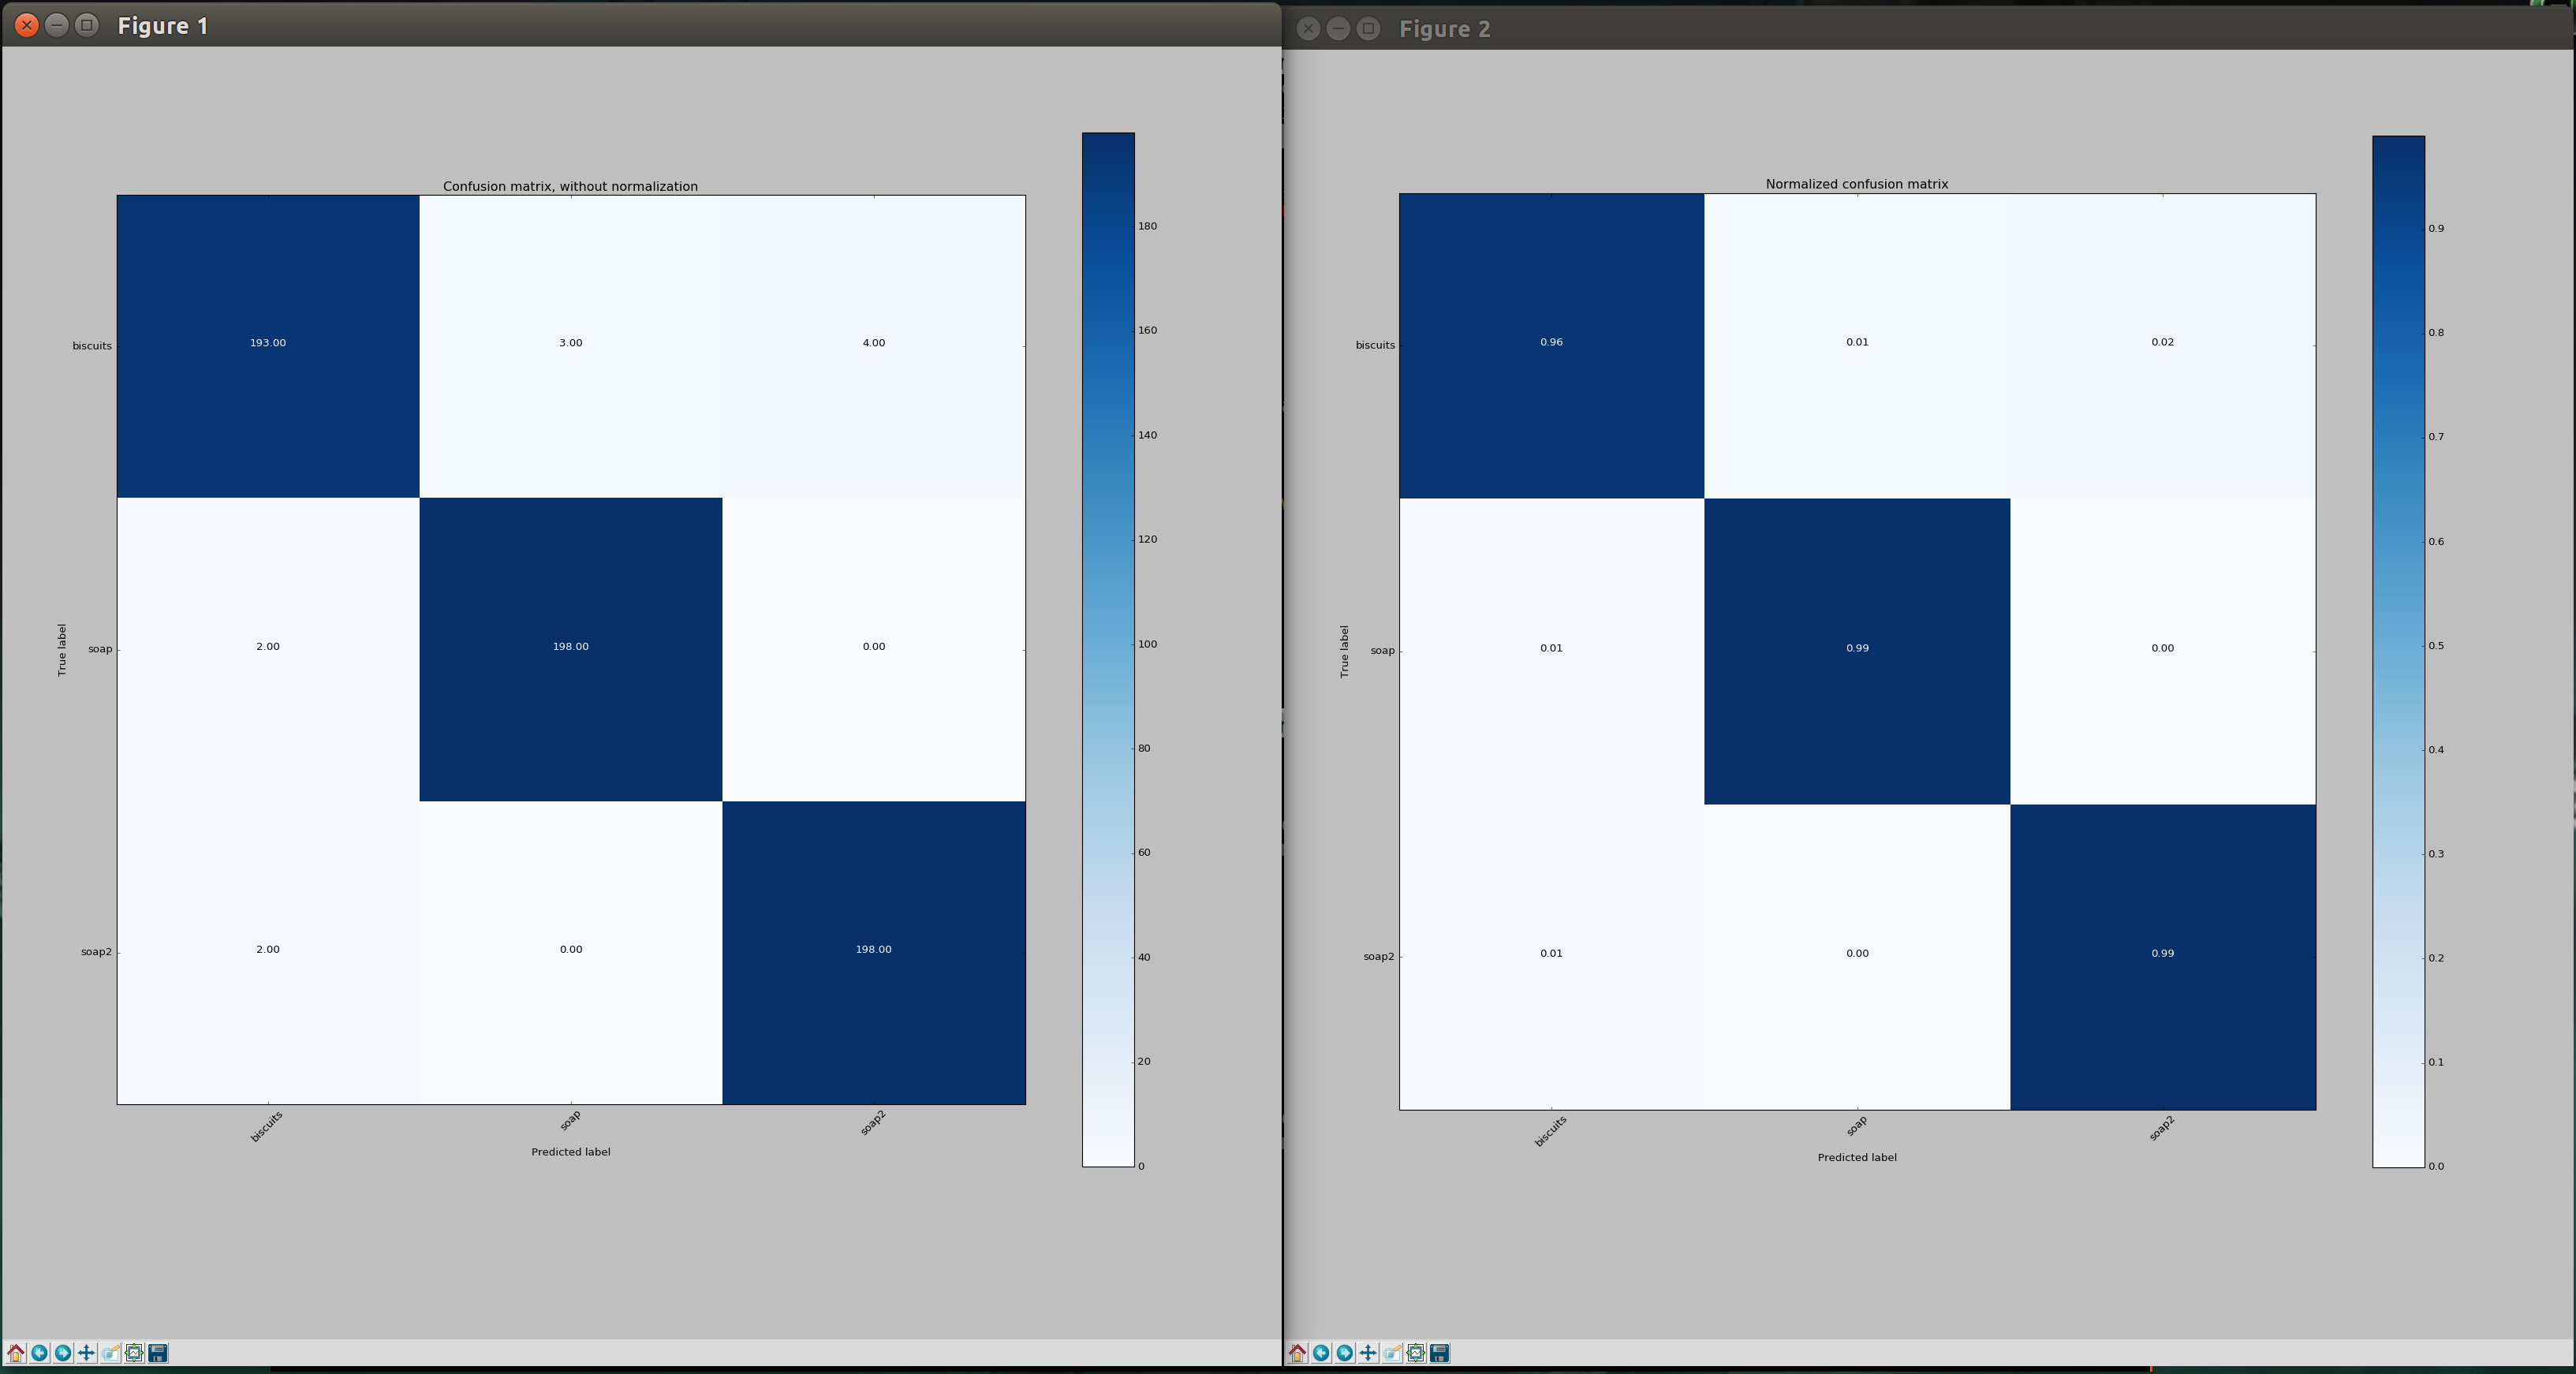 Figure 1
Confusion matrix, without normalization
biscuits
193.00 3.00 4.00
soap
2.00 198.00 0.00
soap2
2.00 0.00 198.00
True label
biscuits soap soap2
Predicted label
180
160
140
120
100
80
60
40
20
0
Figure 2
Normalized confusion matrix
biscuits
0.96 0.01 0.02
soap
0.01 0.99 0.00
soap2
0.01 0.00 0.99
True label
biscuits soap soap2
Predicted label
0.9
0.8
0.7
0.6
0.5
0.4
0.3
0.2
0.1
0.0